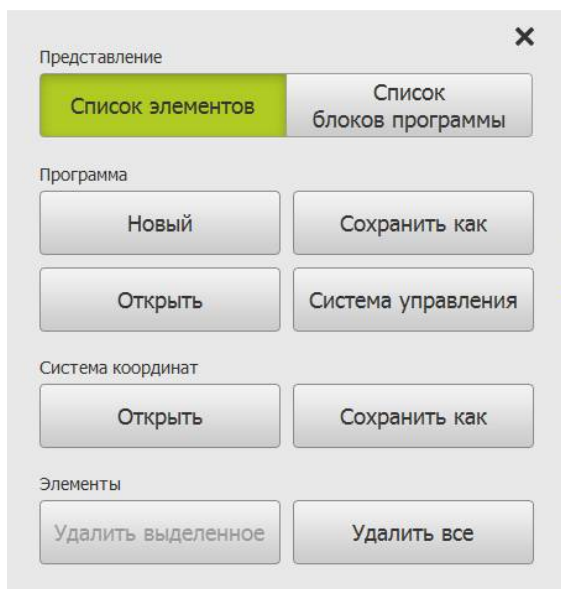 Представление
Список элементов
Список
блоков программы
Программа
Новый
Сохранить как
Открыть
Система управления
Система координат
Открыть
Сохранить как
Элементы
Удалить выделенное
Удалить все